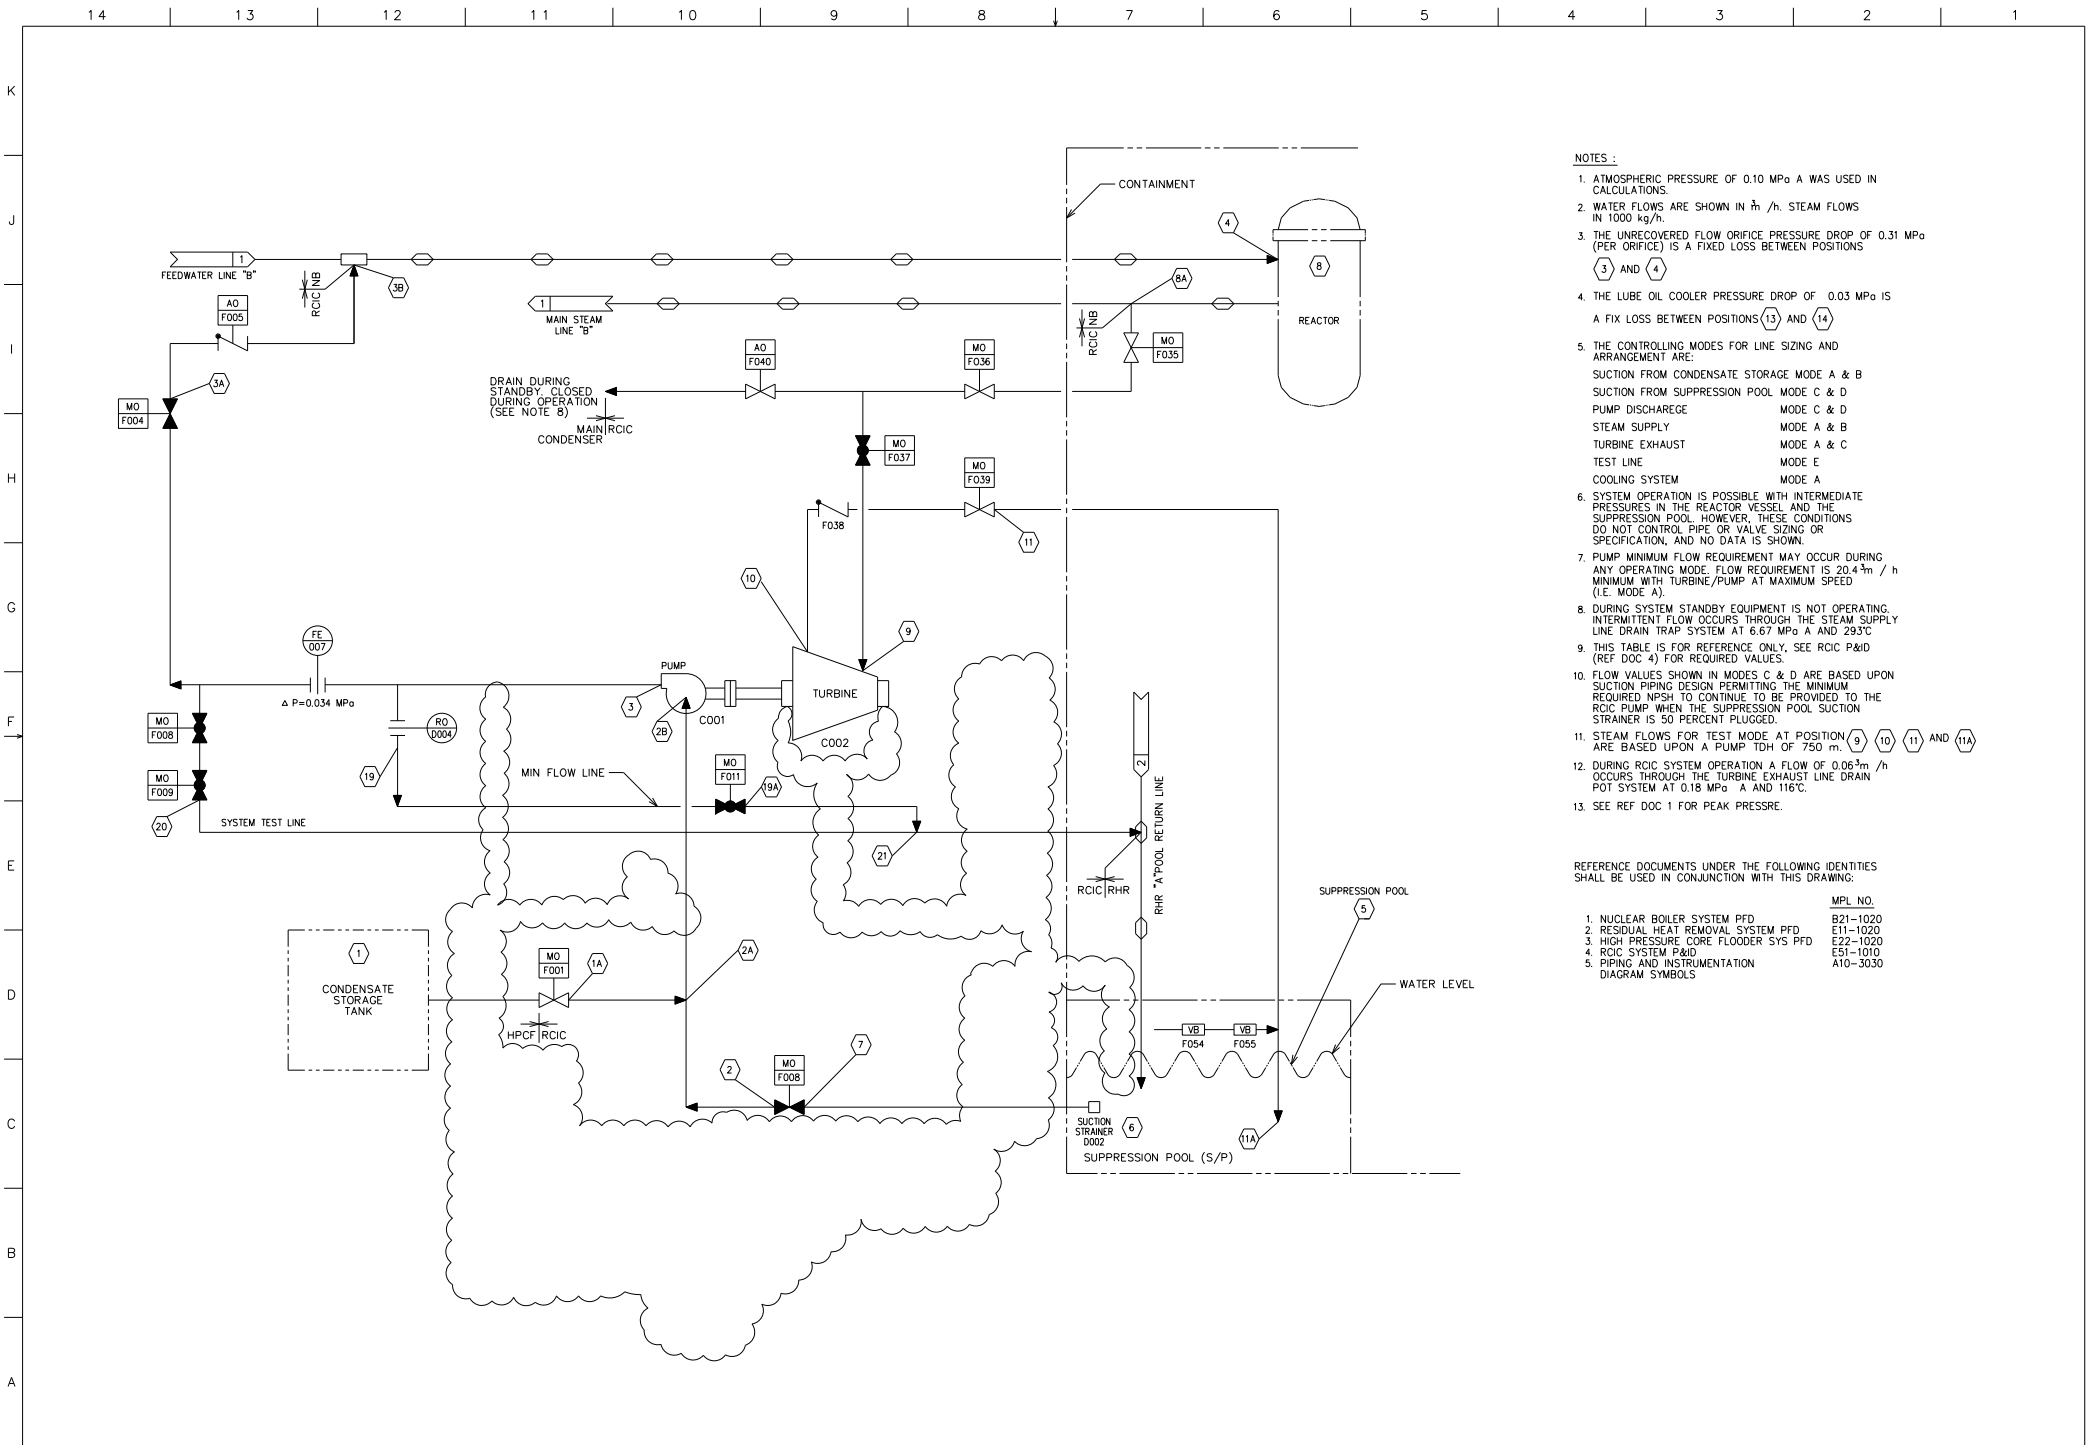 14 13 12 11 10 9 8 7 6 5 4 3 2 1
K
J
I
H
G
F
E
D
C
B
A
CONTAINMENT
4
1
FEEDWATER LINE "B"
RCIC NB
3B
8
8A
AO
F005
1
MAIN STEAM
LINE "B"
RCIC NB
REACTOR
MO
F035
AO
F040
MO
F036
3A
DRAIN DURING
STANDBY. CLOSED
DURING OPERATION
(SEE NOTE 8)
MAIN RCIC
CONDENSER
MO
F004
MO
F037
MO
F039
F038
11
10
9
FE
007
PUMP
Δ P=0.034 MPa
3
2B
C001
TURBINE
C002
MO
F008
RO
D004
MO
F009
19
MIN FLOW LINE
MO
F011
19A
2
20
SYSTEM TEST LINE
21
RHR "A" POOL RETURN LINE
RCIC RHR
SUPPRESSION POOL
5
1
CONDENSATE
STORAGE
TANK
MO
F001
1A
2A
HPCF RCIC
WATER LEVEL
VB
F054
VB
F055
2
MO
F008
7
SUCTION
STRAINER
D002
6
11A
SUPPRESSION POOL (S/P)
NOTES :
1. ATMOSPHERIC PRESSURE OF 0.10 MPa A WAS USED IN
CALCULATIONS.
2. WATER FLOWS ARE SHOWN IN m³ /h. STEAM FLOWS
IN 1000 kg/h.
3. THE UNRECOVERED FLOW ORIFICE PRESSURE DROP OF 0.31 MPa
(PER ORIFICE) IS A FIXED LOSS BETWEEN POSITIONS
3 AND 4
4. THE LUBE OIL COOLER PRESSURE DROP OF 0.03 MPa IS
A FIX LOSS BETWEEN POSITIONS 13 AND 14
5. THE CONTROLLING MODES FOR LINE SIZING AND
ARRANGEMENT ARE:
SUCTION FROM CONDENSATE STORAGE MODE A & B
SUCTION FROM SUPPRESSION POOL MODE C & D
PUMP DISCHAREGE MODE C & D
STEAM SUPPLY MODE A & B
TURBINE EXHAUST MODE A & C
TEST LINE MODE E
COOLING SYSTEM MODE A
6. SYSTEM OPERATION IS POSSIBLE WITH INTERMEDIATE
PRESSURES IN THE REACTOR VESSEL AND THE
SUPPRESSION POOL. HOWEVER, THESE CONDITIONS
DO NOT CONTROL PIPE OR VALVE SIZING OR
SPECIFICATION, AND NO DATA IS SHOWN.
7. PUMP MINIMUM FLOW REQUIREMENT MAY OCCUR DURING
ANY OPERATING MODE. FLOW REQUIREMENT IS 20.4 ³m / h
MINIMUM WITH TURBINE/PUMP AT MAXIMUM SPEED
(I.E. MODE A).
8. DURING SYSTEM STANDBY EQUIPMENT IS NOT OPERATING.
INTERMITTENT FLOW OCCURS THROUGH THE STEAM SUPPLY
LINE DRAIN TRAP SYSTEM AT 6.67 MPa A AND 293°C
9. THIS TABLE IS FOR REFERENCE ONLY, SEE RCIC P&ID
(REF DOC 4) FOR REQUIRED VALUES.
10. FLOW VALUES SHOWN IN MODES C & D ARE BASED UPON
SUCTION PIPING DESIGN PERMITTING THE MINIMUM
REQUIRED NPSH TO CONTINUE TO BE PROVIDED TO THE
RCIC PUMP WHEN THE SUPPRESSION POOL SUCTION
STRAINER IS 50 PERCENT PLUGGED.
11. STEAM FLOWS FOR TEST MODE AT POSITION 9 10 11 AND 11A
ARE BASED UPON A PUMP TDH OF 750 m.
12. DURING RCIC SYSTEM OPERATION A FLOW OF 0.06 ³m /h
OCCURS THROUGH THE TURBINE EXHAUST LINE DRAIN
POT SYSTEM AT 0.18 MPa A AND 116°C.
13. SEE REF DOC 1 FOR PEAK PRESSRE.
REFERENCE DOCUMENTS UNDER THE FOLLOWING IDENTITIES
SHALL BE USED IN CONJUNCTION WITH THIS DRAWING:
MPL NO.
1. NUCLEAR BOILER SYSTEM PFD B21-1020
2. RESIDUAL HEAT REMOVAL SYSTEM PFD E11-1020
3. HIGH PRESSURE CORE FLOODER SYS PFD E22-1020
4. RCIC SYSTEM P&ID E51-1010
5. PIPING AND INSTRUMENTATION A10-3030
DIAGRAM SYMBOLS